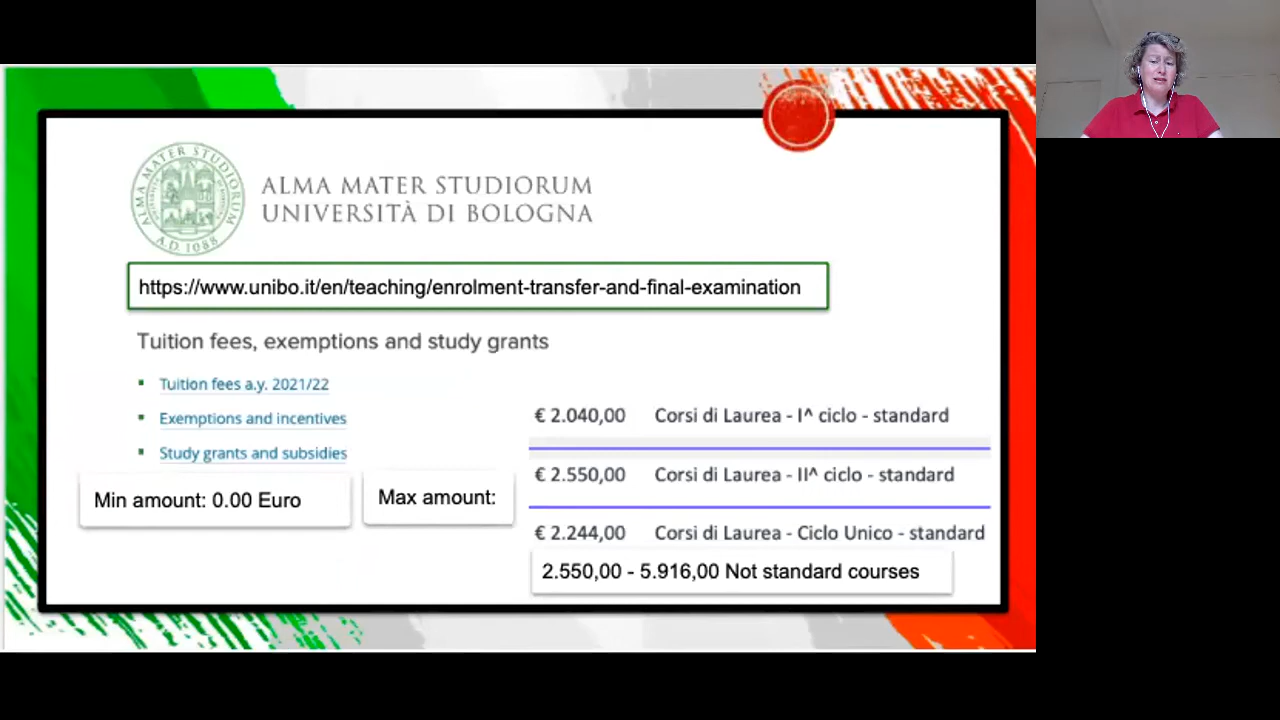 ALMA MATER STUDIORUM
A.D. 1088
ALMA MATER STUDIORUM
UNIVERSITÀ DI BOLOGNA
https://www.unibo.it/en/teaching/enrolment-transfer-and-final-examination
Tuition fees, exemptions and study grants
Tuition fees a.y. 2021/22
Exemptions and incentives
Study grants and subsidies
Min amount: 0.00 Euro
Max amount:
€ 2.040,00 Corsi di Laurea - I^ ciclo - standard
€ 2.550,00 Corsi di Laurea - II^ ciclo - standard
€ 2.244,00 Corsi di Laurea - Ciclo Unico - standard
2.550,00 - 5.916,00 Not standard courses